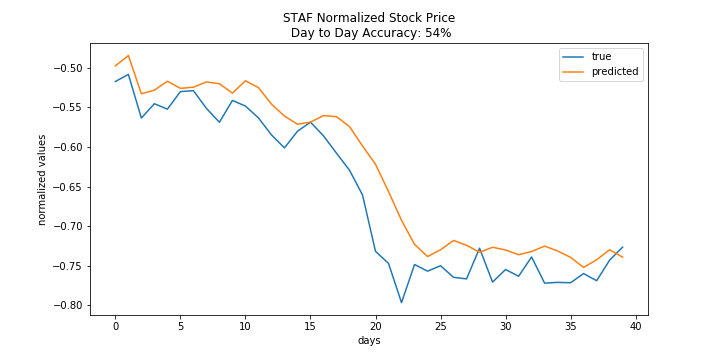 STAF Normalized Stock Price
Day to Day Accuracy: 54%
true
predicted
normalized values
−0.50
−0.55
−0.60
−0.65
−0.70
−0.75
−0.80
0 5 10 15 20 25 30 35 40
days